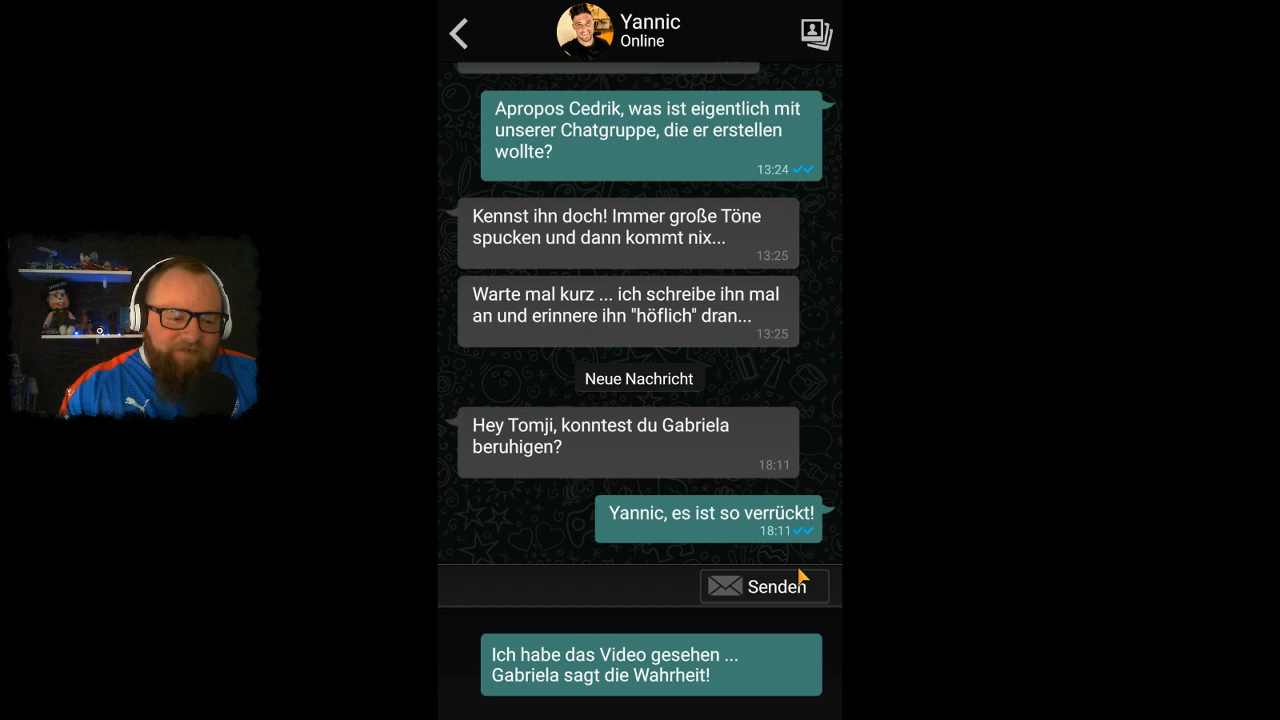 Yannic
Online
Apropos Cedrik, was ist eigentlich mit
unserer Chatgruppe, die er erstellen
wollte?
13:24
Kennst ihn doch! Immer große Töne
spucken und dann kommt nix...
13:25
Warte mal kurz ... ich schreibe ihn mal
an und erinnere ihn "höflich" dran...
13:25
Neue Nachricht
Hey Tomji, konntest du Gabriela
beruhigen?
18:11
Yannic, es ist so verrückt!
18:11
Senden
Ich habe das Video gesehen ...
Gabriela sagt die Wahrheit!